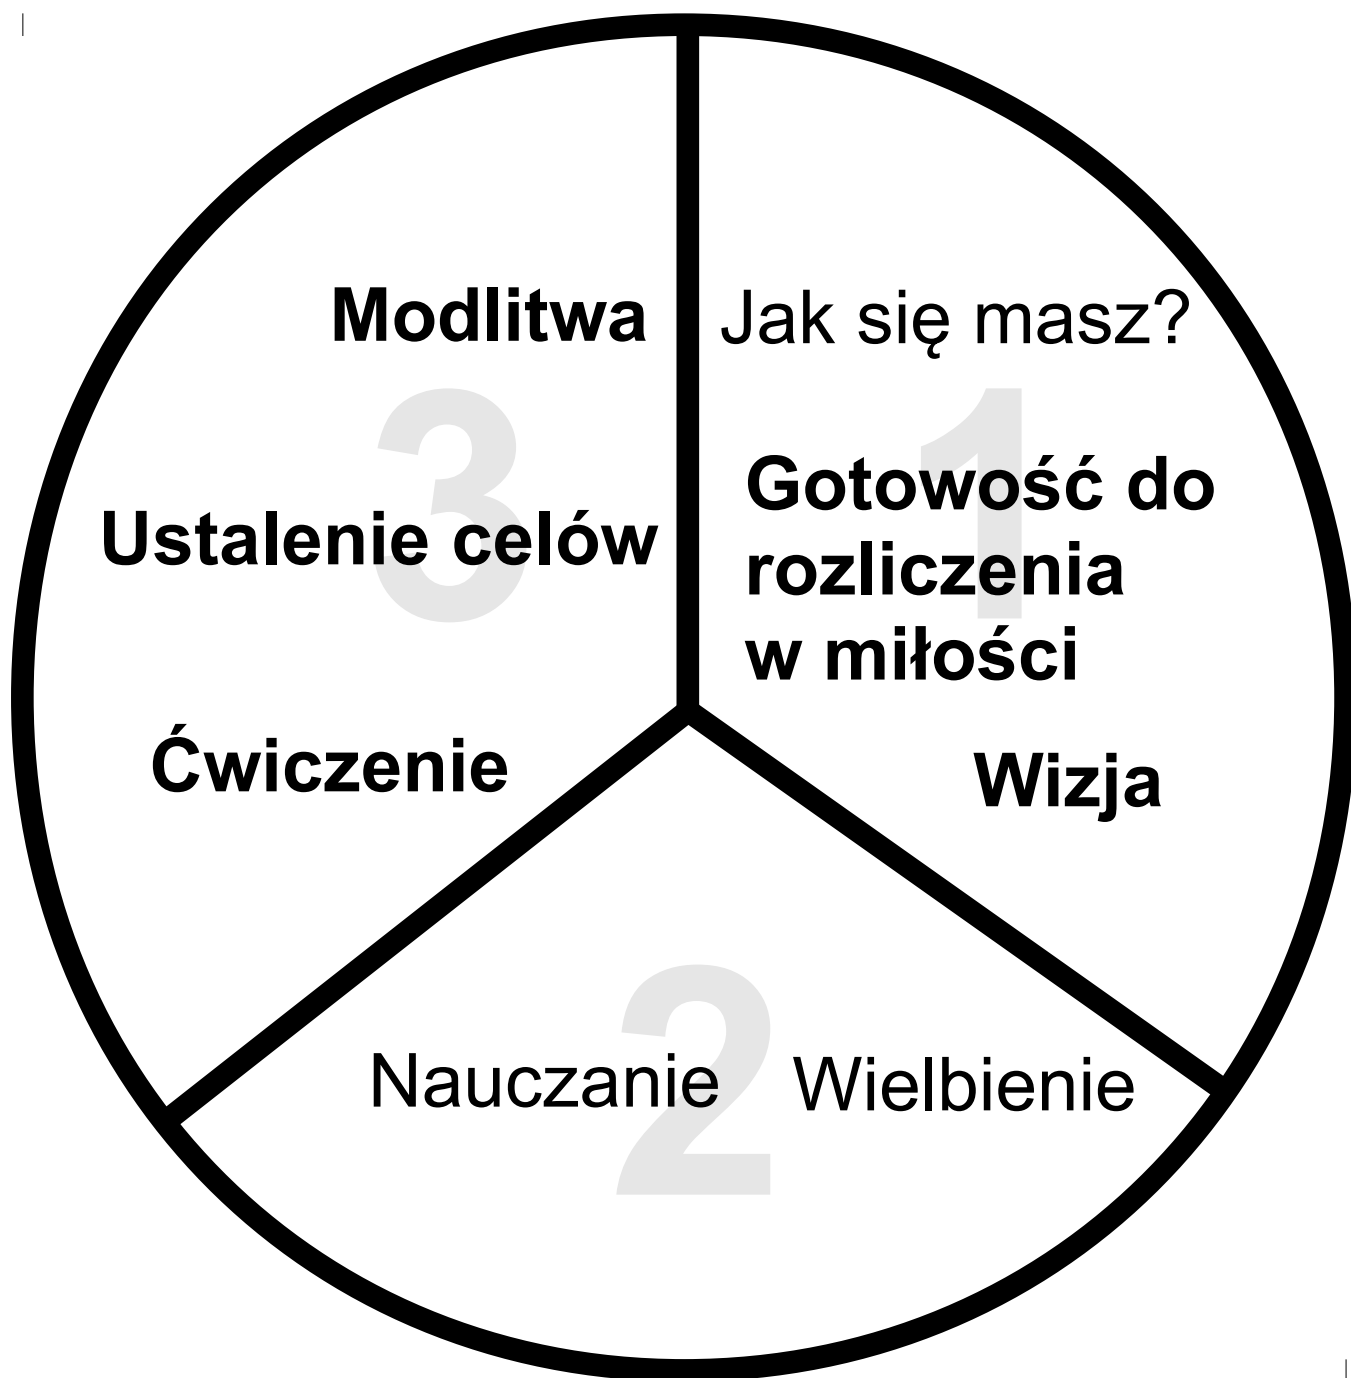 Jak się masz?
1
Gotowość do
rozliczenia
w miłości
Wizja
2
Nauczanie Wielbienie
Modlitwa
3
Ustalenie celów
Ćwiczenie